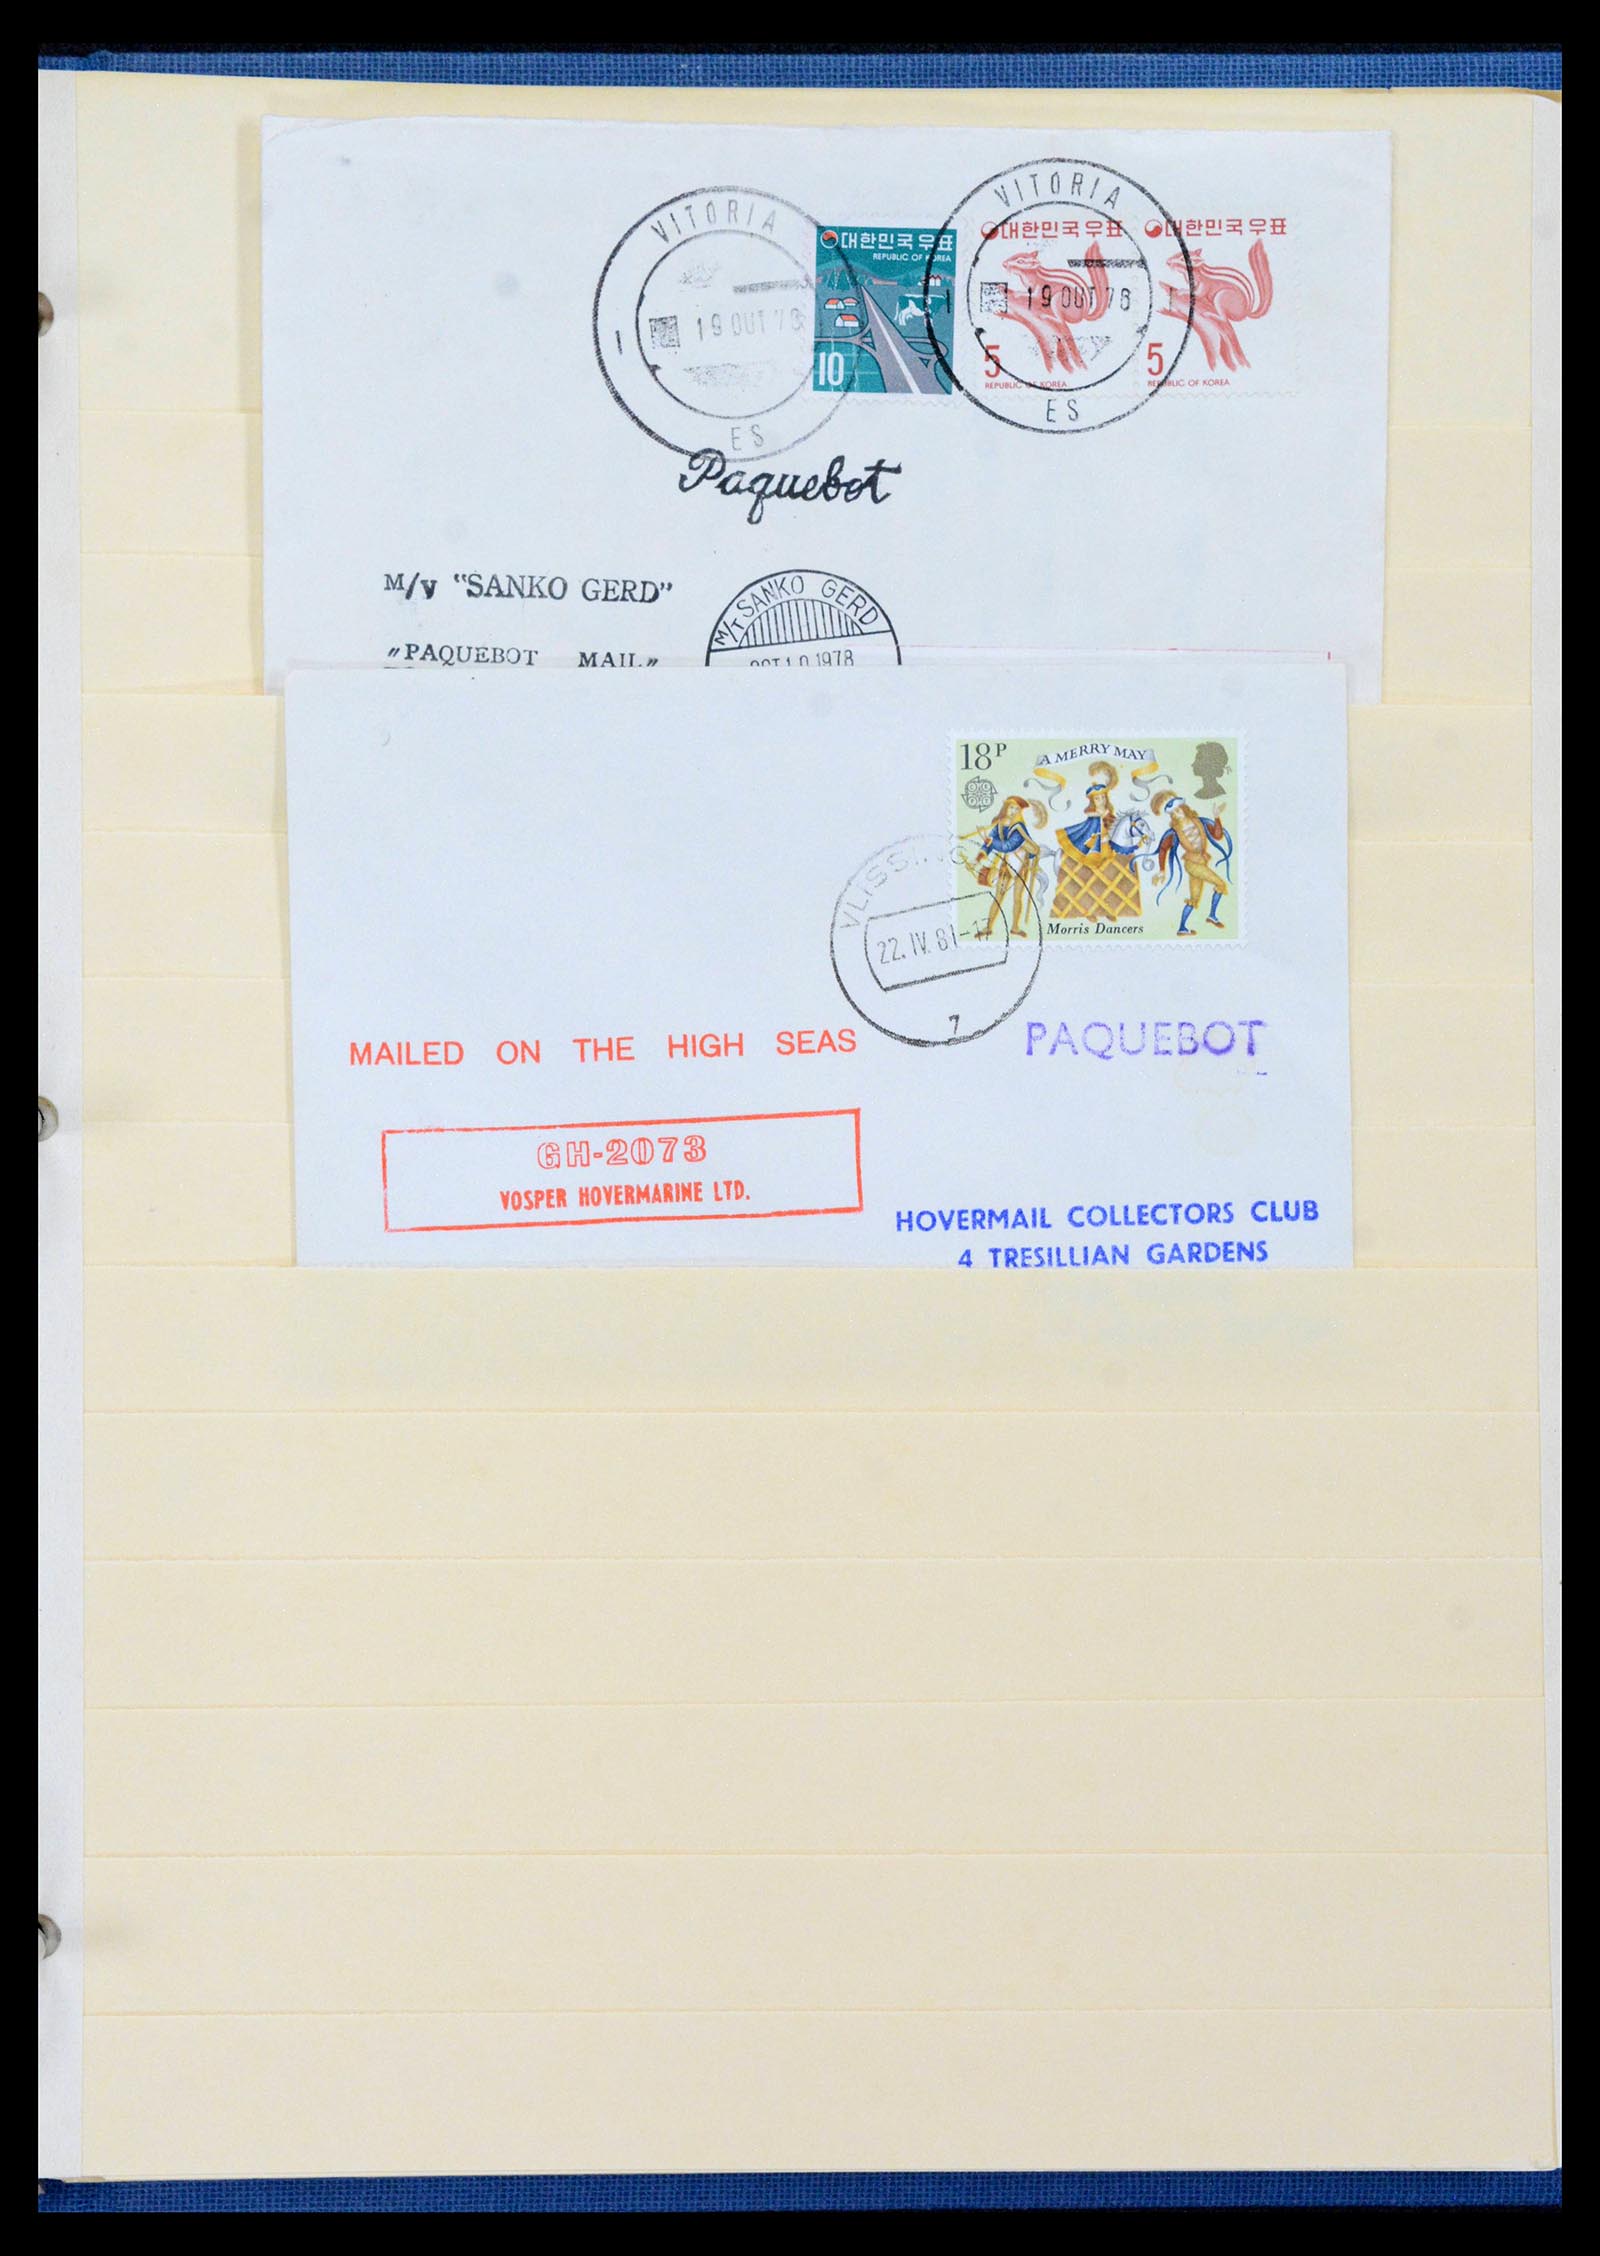 VITORIA
19 OUT 78
I
ES
대한민국우표
REPUBLIC OF KOREA
10
VITORIA
19 OUT 78
I
ES
대한민국우표
5
REPUBLIC OF KOREA
대한민국우표
5
REPUBLIC OF KOREA
Paquebot
M/V "SANKO GERD"
"PAQUEBOT MAIL"
M/T SANKO GERD
OCT 10 1978
18P
A MERRY MAY
Morris Dancers
VLISSINGEN
22.IV.81-17
7
MAILED ON THE HIGH SEAS
PAQUEBOT
GH-2073
VOSPER HOVERMARINE LTD.
HOVERMAIL COLLECTORS CLUB
4 TRESILLIAN GARDENS